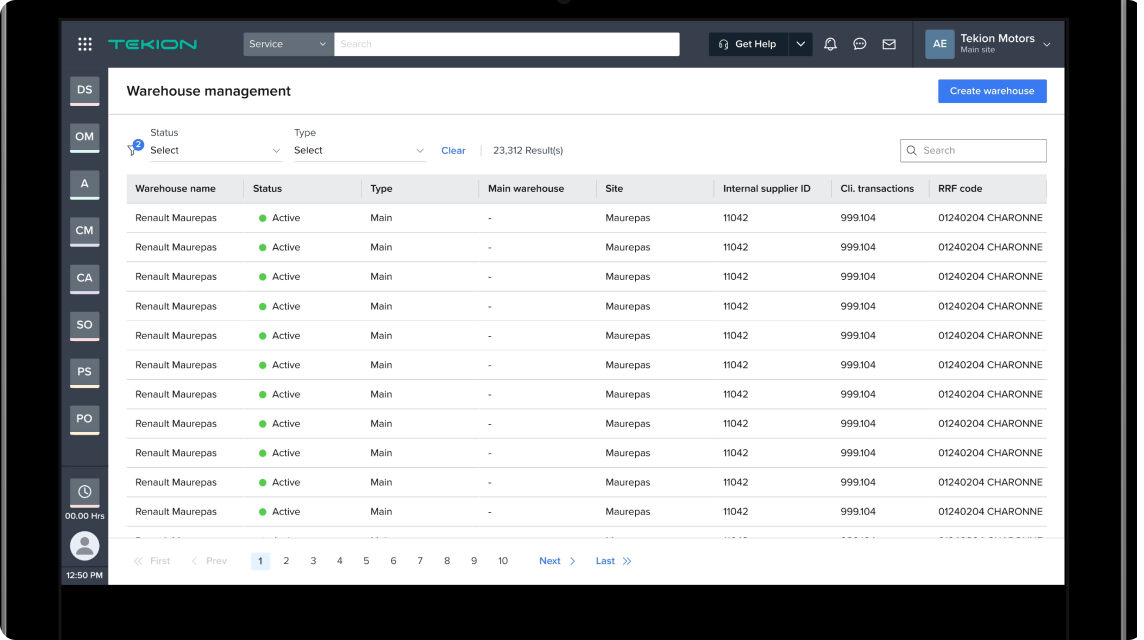 TEKION
Service
Search
Get Help
AE
Tekion Motors
Main site
DS
OM
A
CM
CA
SO
PS
PO
00.00 Hrs
12:50 PM
Warehouse management
Create warehouse
2
Status
Select
Type
Select
Clear
23,312 Result(s)
Search
Warehouse name Status Type Main warehouse Site Internal supplier ID Cli. transactions RRF code
Renault Maurepas Active Main - Maurepas 11042 999.104 01240204 CHARONNE
Renault Maurepas Active Main - Maurepas 11042 999.104 01240204 CHARONNE
Renault Maurepas Active Main - Maurepas 11042 999.104 01240204 CHARONNE
Renault Maurepas Active Main - Maurepas 11042 999.104 01240204 CHARONNE
Renault Maurepas Active Main - Maurepas 11042 999.104 01240204 CHARONNE
Renault Maurepas Active Main - Maurepas 11042 999.104 01240204 CHARONNE
Renault Maurepas Active Main - Maurepas 11042 999.104 01240204 CHARONNE
Renault Maurepas Active Main - Maurepas 11042 999.104 01240204 CHARONNE
Renault Maurepas Active Main - Maurepas 11042 999.104 01240204 CHARONNE
Renault Maurepas Active Main - Maurepas 11042 999.104 01240204 CHARONNE
Renault Maurepas Active Main - Maurepas 11042 999.104 01240204 CHARONNE
First Prev 1 2 3 4 5 6 7 8 9 10 Next Last